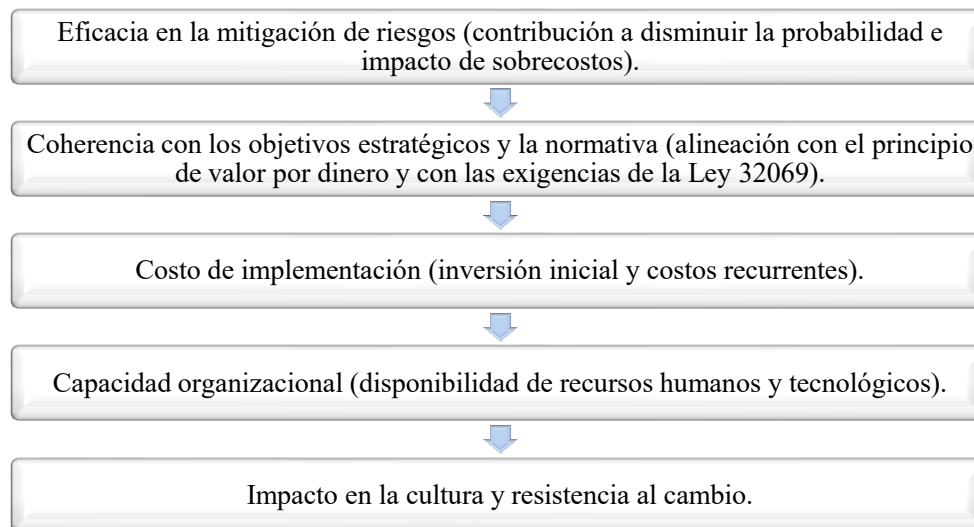 Eficacia en la mitigación de riesgos (contribución a disminuir la probabilidad e
impacto de sobrecostos).
Coherencia con los objetivos estratégicos y la normativa (alineación con el principio
de valor por dinero y con las exigencias de la Ley 32069).
Costo de implementación (inversión inicial y costos recurrentes).
Capacidad organizacional (disponibilidad de recursos humanos y tecnológicos).
Impacto en la cultura y resistencia al cambio.